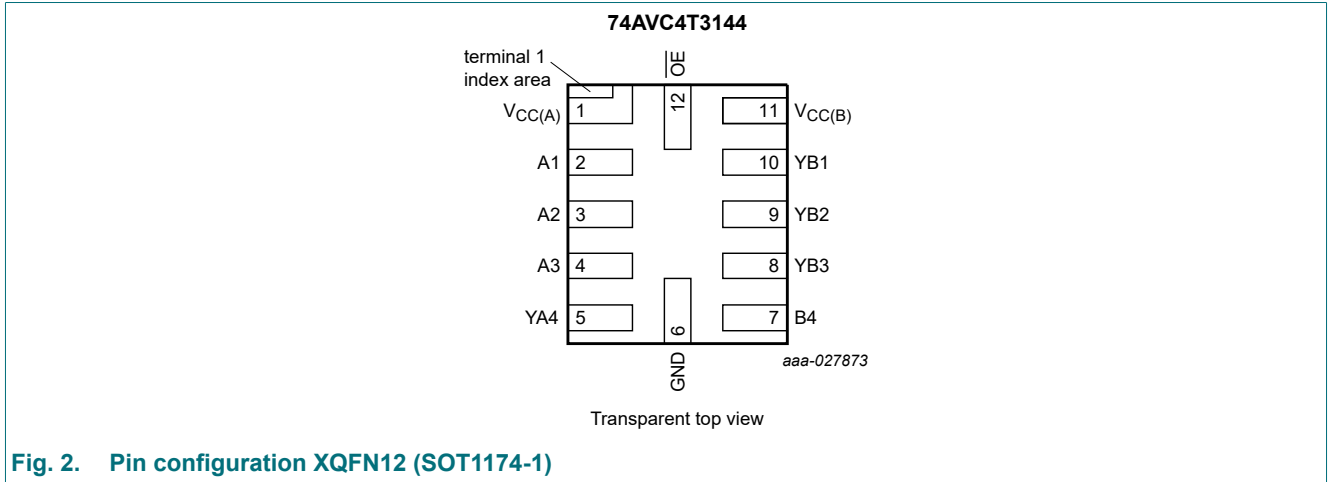 74AVC4T3144
terminal 1
index area
OE
12
VCC(A) 1
11 VCC(B)
A1 2
10 YB1
A2 3
9 YB2
A3 4
8 YB3
YA4 5
7 B4
6
GND
aaa-027873
Transparent top view
Fig. 2. Pin configuration XQFN12 (SOT1174-1)